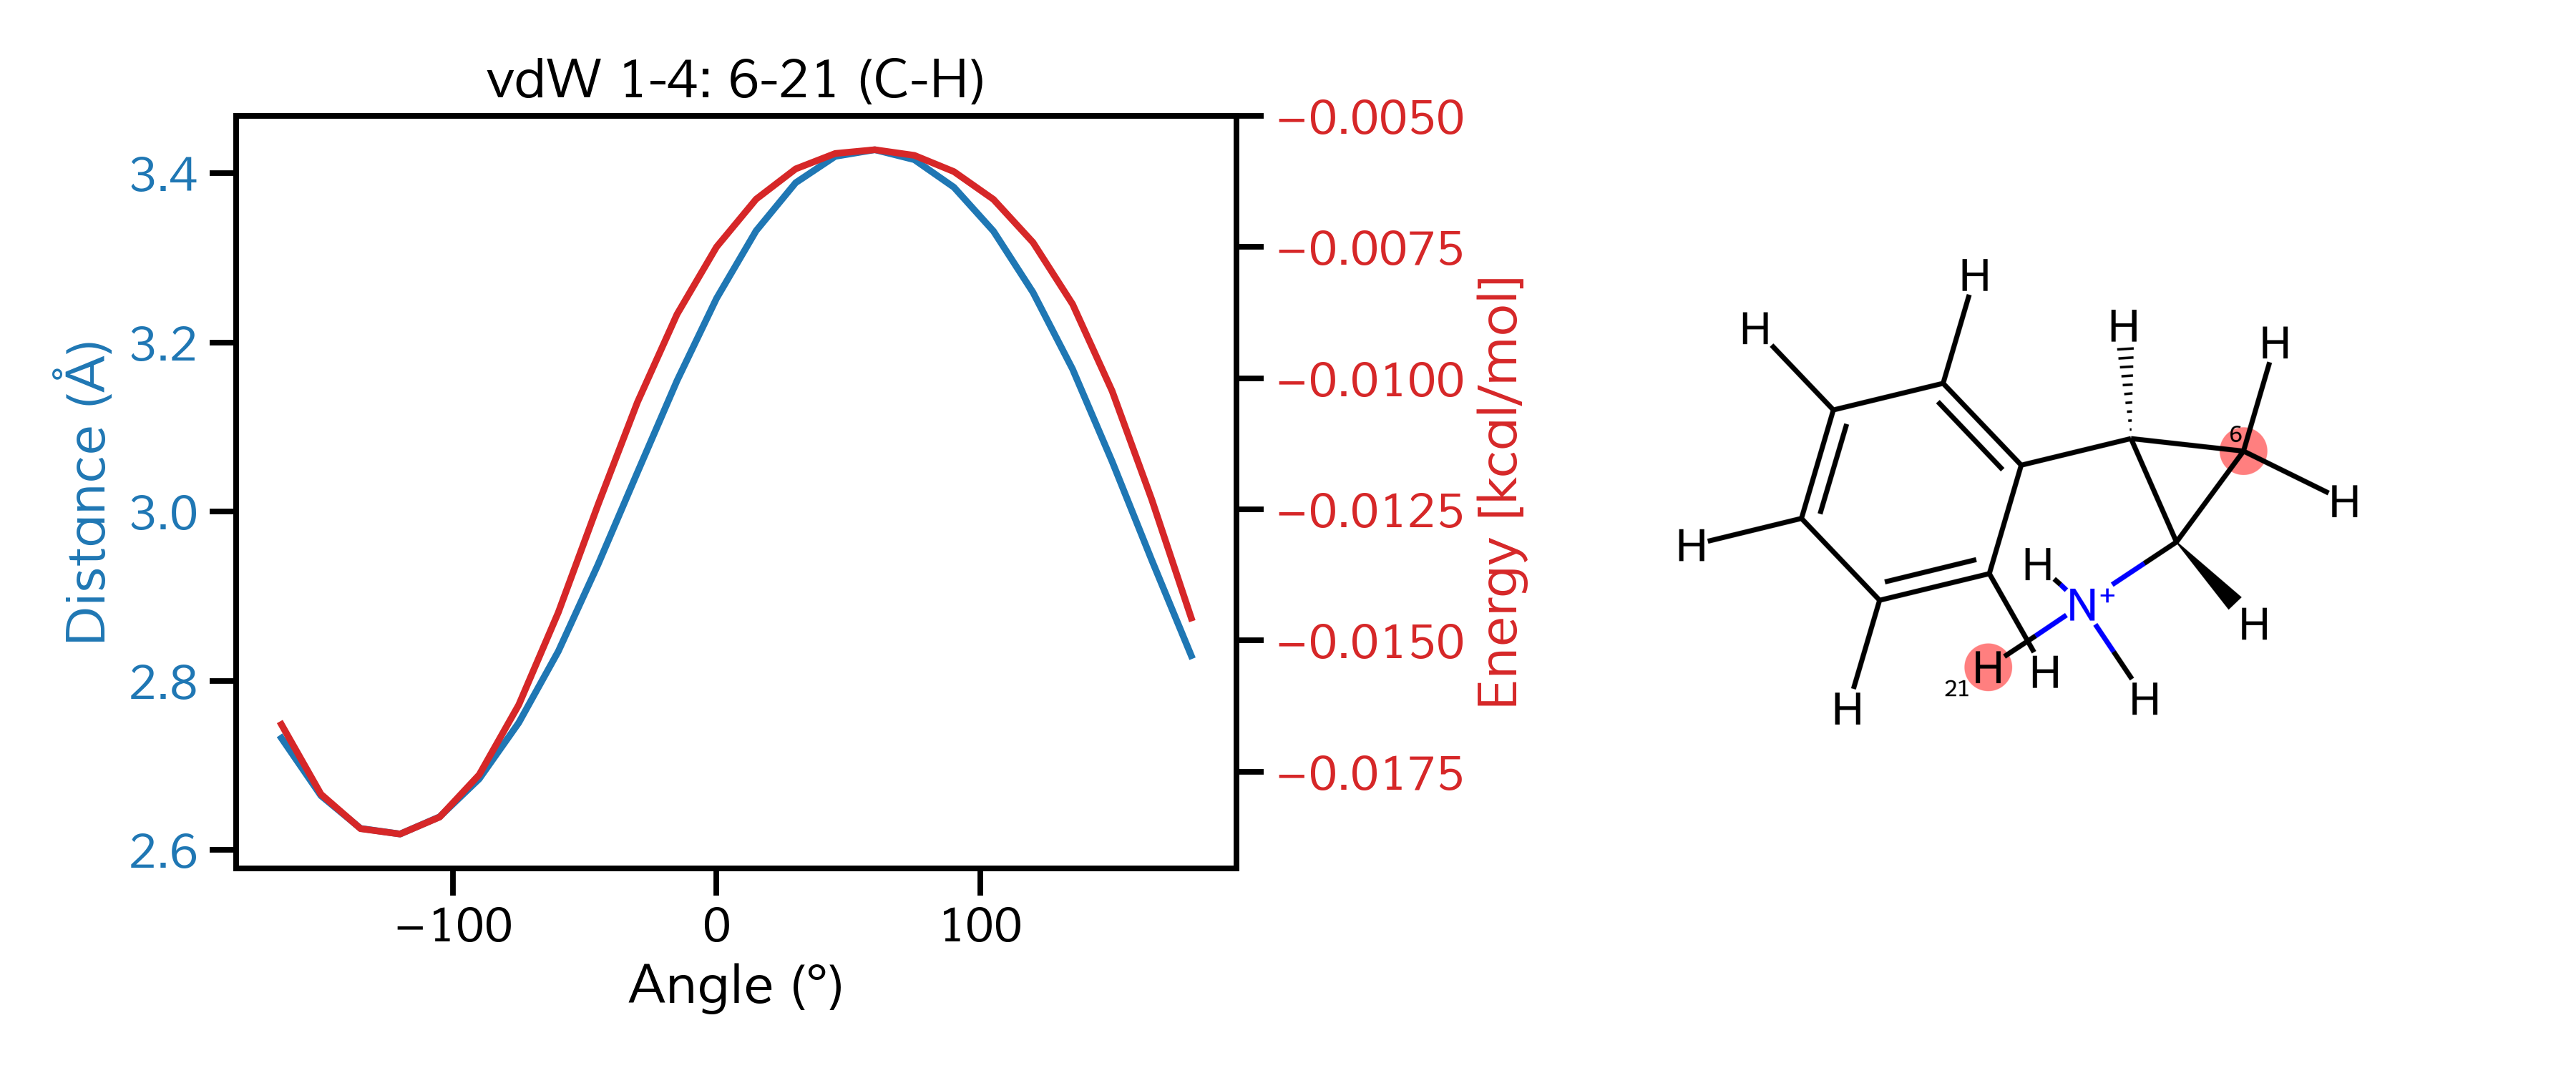 vdW 1-4: 6-21 (C-H)
Distance (Å)
3.4
3.2
3.0
2.8
2.6
−100
0
100
Angle (°)
−0.0050
−0.0075
−0.0100
−0.0125
−0.0150
−0.0175
Energy [kcal/mol]
H
H
H
H
6
H
H
H
N+
H
H
H
21
H
H